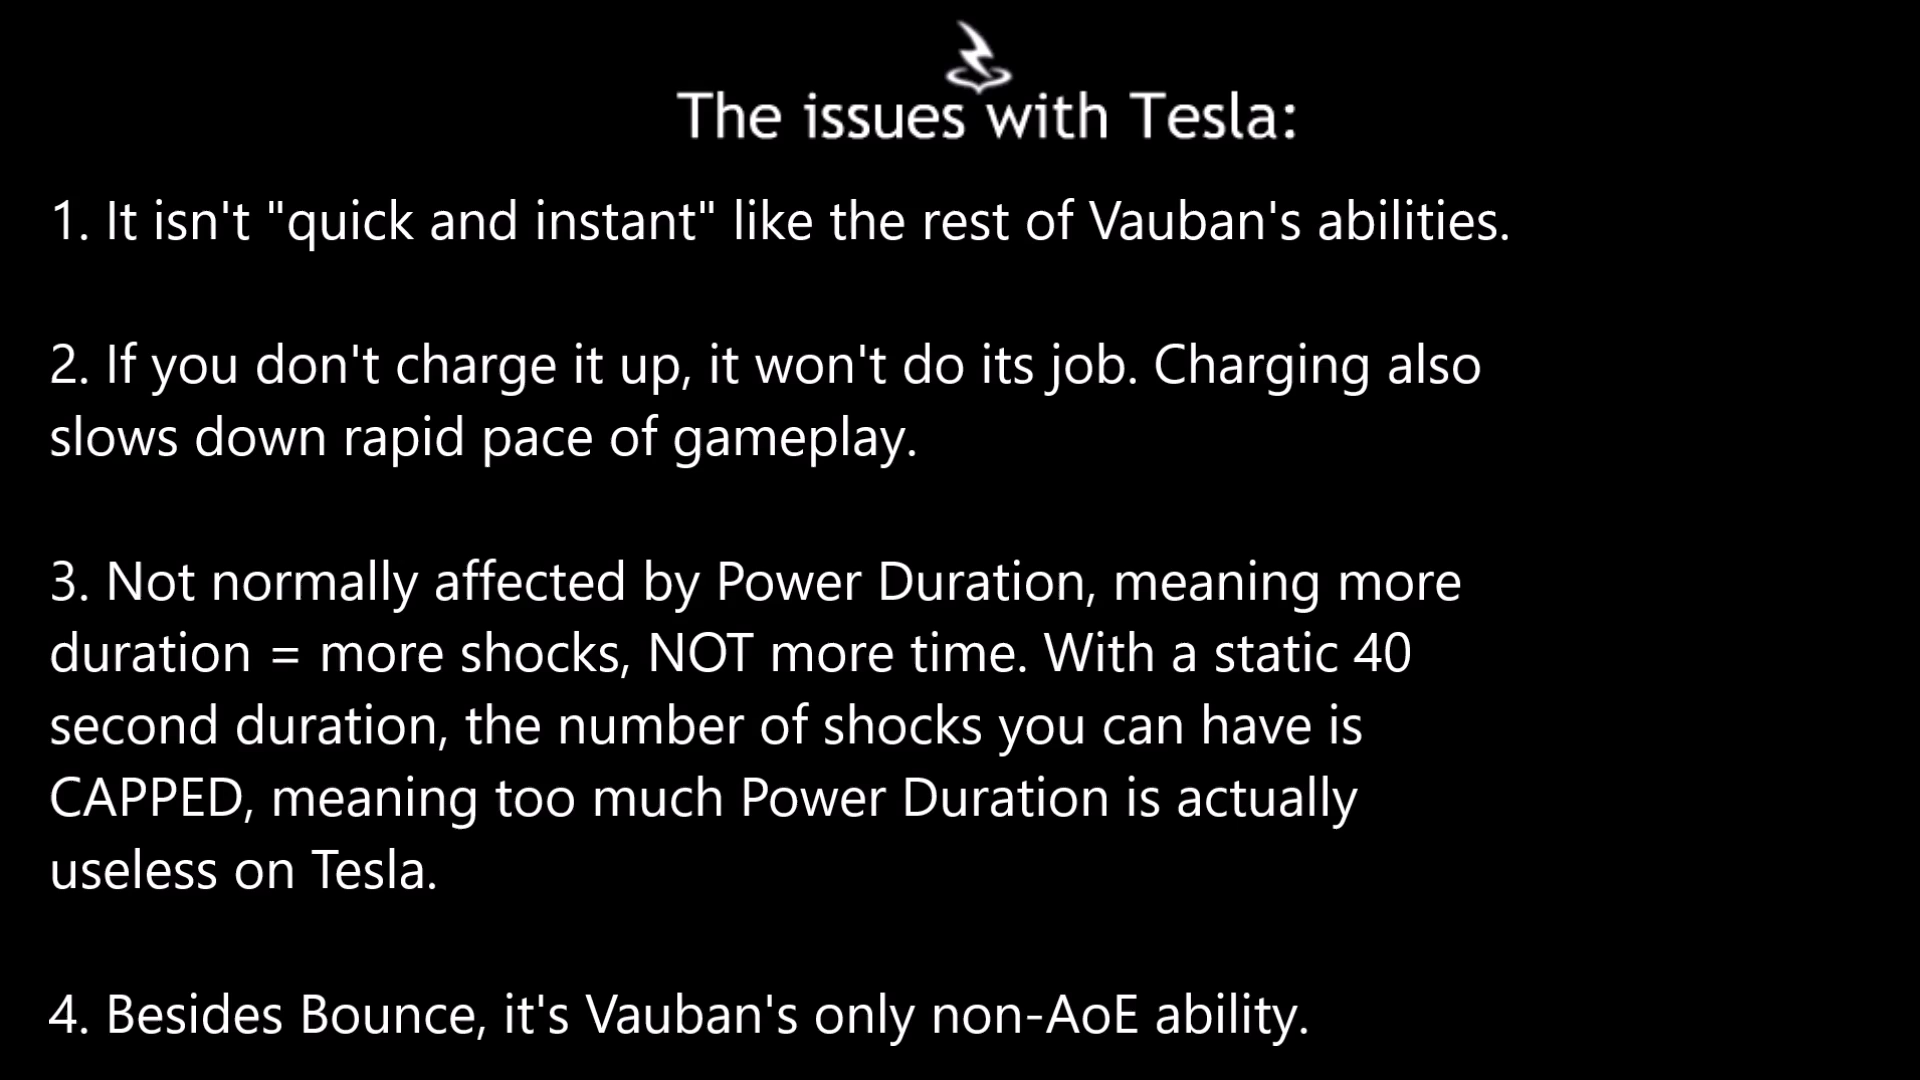 The issues with Tesla:
1. It isn't "quick and instant" like the rest of Vauban's abilities.
2. If you don't charge it up, it won't do its job. Charging also
slows down rapid pace of gameplay.
3. Not normally affected by Power Duration, meaning more
duration = more shocks, NOT more time. With a static 40
second duration, the number of shocks you can have is
CAPPED, meaning too much Power Duration is actually
useless on Tesla.
4. Besides Bounce, it's Vauban's only non-AoE ability.